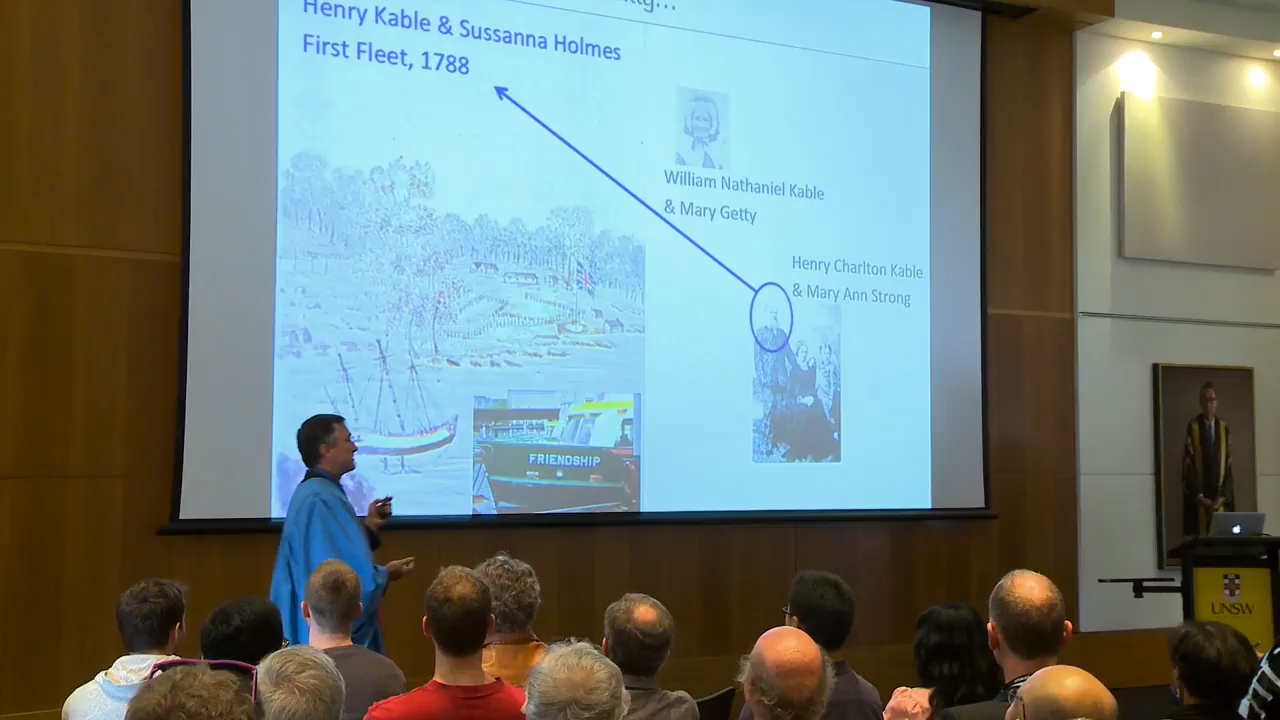 Henry Kable & Sussanna Holmes
First Fleet, 1788
William Nathaniel Kable
& Mary Getty
Henry Charlton Kable
& Mary Ann Strong
FRIENDSHIP
UNSW